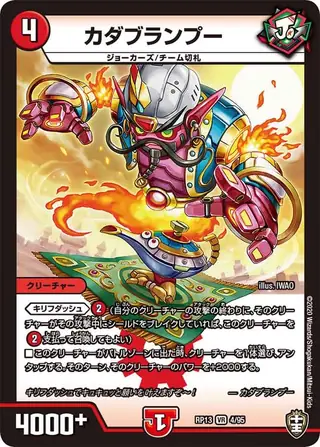 4
カダブランプー
J
ジョーカーズ/チーム切札
illus. IWAO
クリーチャー
キリフダッシュ 2(自分のクリーチャーの攻撃の終わりに、そのクリ
ーチャーがその攻撃中にシールドをブレイクしていれば、このクリーチャーを2
支払って召喚してもよい)
■このクリーチャーがバトルゾーンに出た時、クリーチャーを1体選び、アン
タップする。そのターン、そのクリーチャーのパワーを+2000する。
キリフダッシュでキョキョっと願いを叶えますぞ〜! ―カダブランプー
4000+
RP13 VR 4/95
©2020 Wizards/Shogakukan/Mitsui-Kids